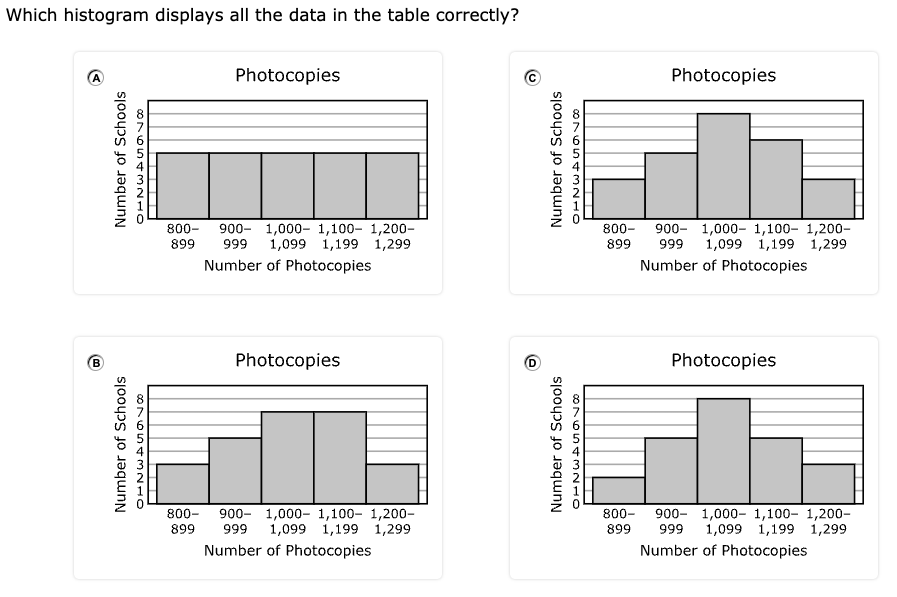 Which histogram displays all the data in the table correctly?
A
Photocopies
Number of Schools
8
7
6
5
4
3
2
1
0
800– 900– 1,000– 1,100– 1,200–
899 999 1,099 1,199 1,299
Number of Photocopies
C
Photocopies
Number of Schools
8
7
6
5
4
3
2
1
0
800– 900– 1,000– 1,100– 1,200–
899 999 1,099 1,199 1,299
Number of Photocopies
B
Photocopies
Number of Schools
8
7
6
5
4
3
2
1
0
800– 900– 1,000– 1,100– 1,200–
899 999 1,099 1,199 1,299
Number of Photocopies
D
Photocopies
Number of Schools
8
7
6
5
4
3
2
1
0
800– 900– 1,000– 1,100– 1,200–
899 999 1,099 1,199 1,299
Number of Photocopies